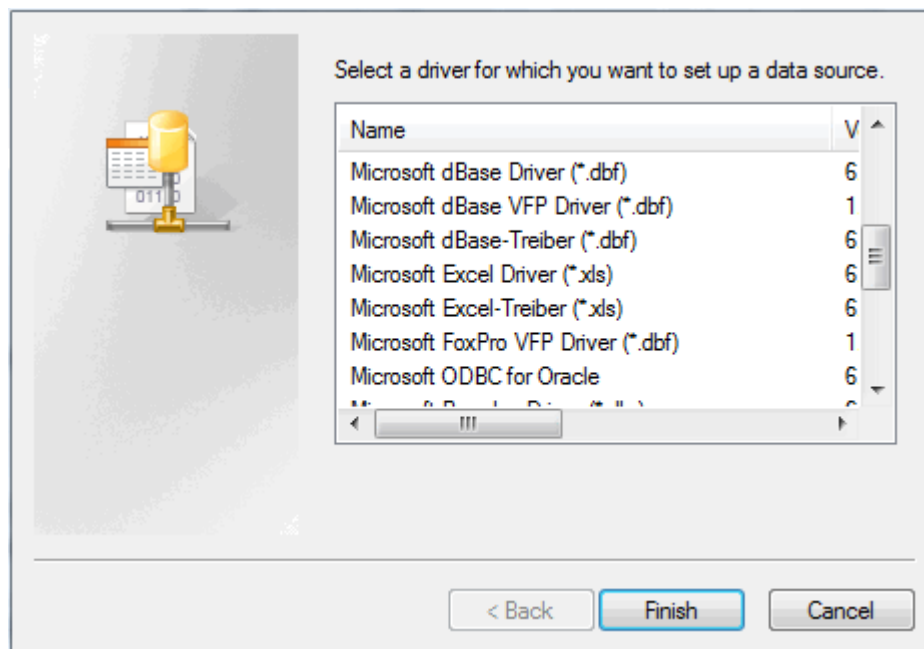 Select a driver for which you want to set up a data source.
Name V
Microsoft dBase Driver (*.dbf) 6
Microsoft dBase VFP Driver (*.dbf) 1
Microsoft dBase-Treiber (*.dbf) 6
Microsoft Excel Driver (*.xls) 6
Microsoft Excel-Treiber (*.xls) 6
Microsoft FoxPro VFP Driver (*.dbf) 1
Microsoft ODBC for Oracle 6
< Back Finish Cancel